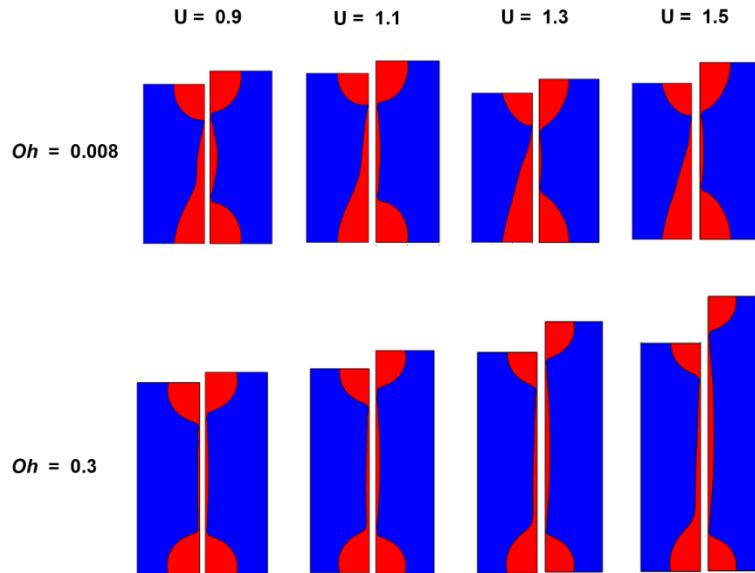 U = 0.9 U = 1.1 U = 1.3 U = 1.5
Oh = 0.008
Oh = 0.3